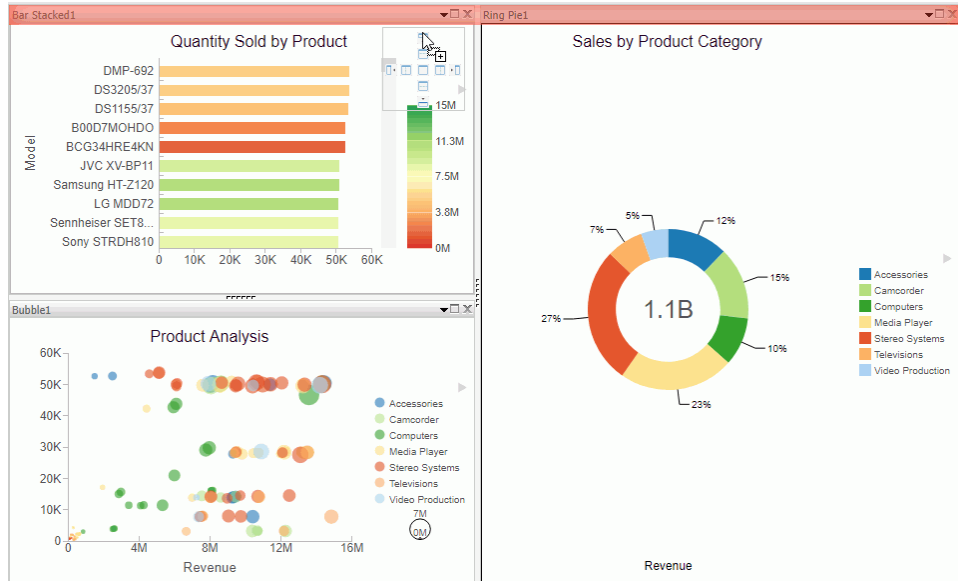 Bar Stacked1
Quantity Sold by Product
Model
DMP-692
DS3205/37
DS1155/37
B00D7MOHDO
BCG34HRE4KN
JVC XV-BP11
Samsung HT-Z120
LG MDD72
Sennheiser SET8...
Sony STRDH810
0 10K 20K 30K 40K 50K 60K
15M
11.3M
7.5M
3.8M
0M
Bubble1
Product Analysis
60K
50K
40K
30K
20K
10K
0
0 4M 8M 12M 16M
Revenue
Accessories
Camcorder
Computers
Media Player
Stereo Systems
Televisions
Video Production
7M
0M
Ring Pie1
Sales by Product Category
5%
12%
7%
15%
27%
1.1B
10%
23%
Accessories
Camcorder
Computers
Media Player
Stereo Systems
Televisions
Video Production
Revenue